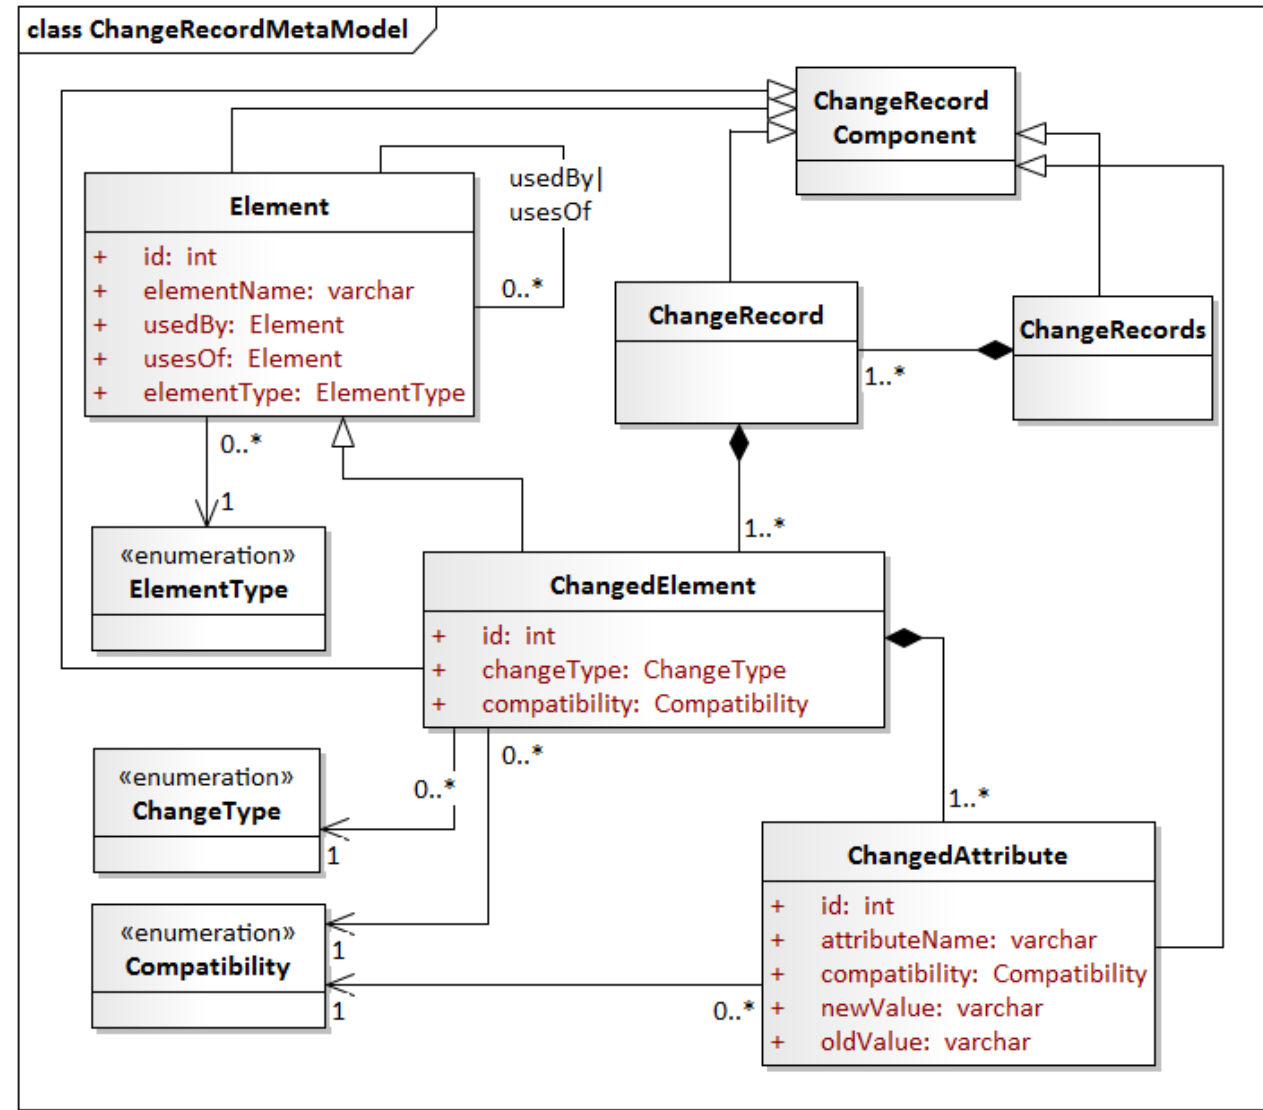 class ChangeRecordMetaModel
ChangeRecord
Component
usedBy|
usesOf
0..*
Element
+ id: int
+ elementName: varchar
+ usedBy: Element
+ usesOf: Element
+ elementType: ElementType
ChangeRecord
1..*
ChangeRecords
0..*
1
«enumeration»
ElementType
1..*
ChangedElement
+ id: int
+ changeType: ChangeType
+ compatibility: Compatibility
0..*
0..*
«enumeration»
ChangeType
1
1..*
ChangedAttribute
+ id: int
+ attributeName: varchar
+ compatibility: Compatibility
+ newValue: varchar
+ oldValue: varchar
«enumeration»
Compatibility
1
1
0..*